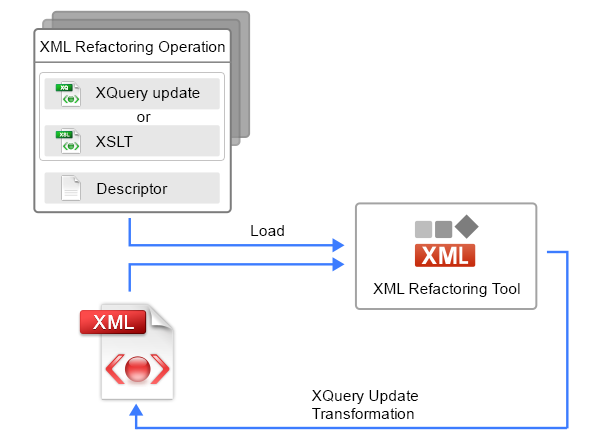 XML Refactoring Operation
XQ
XQuery update
or
XSL
XSLT
Descriptor
Load
XML
XML Refactoring Tool
XML
XQuery Update
Transformation